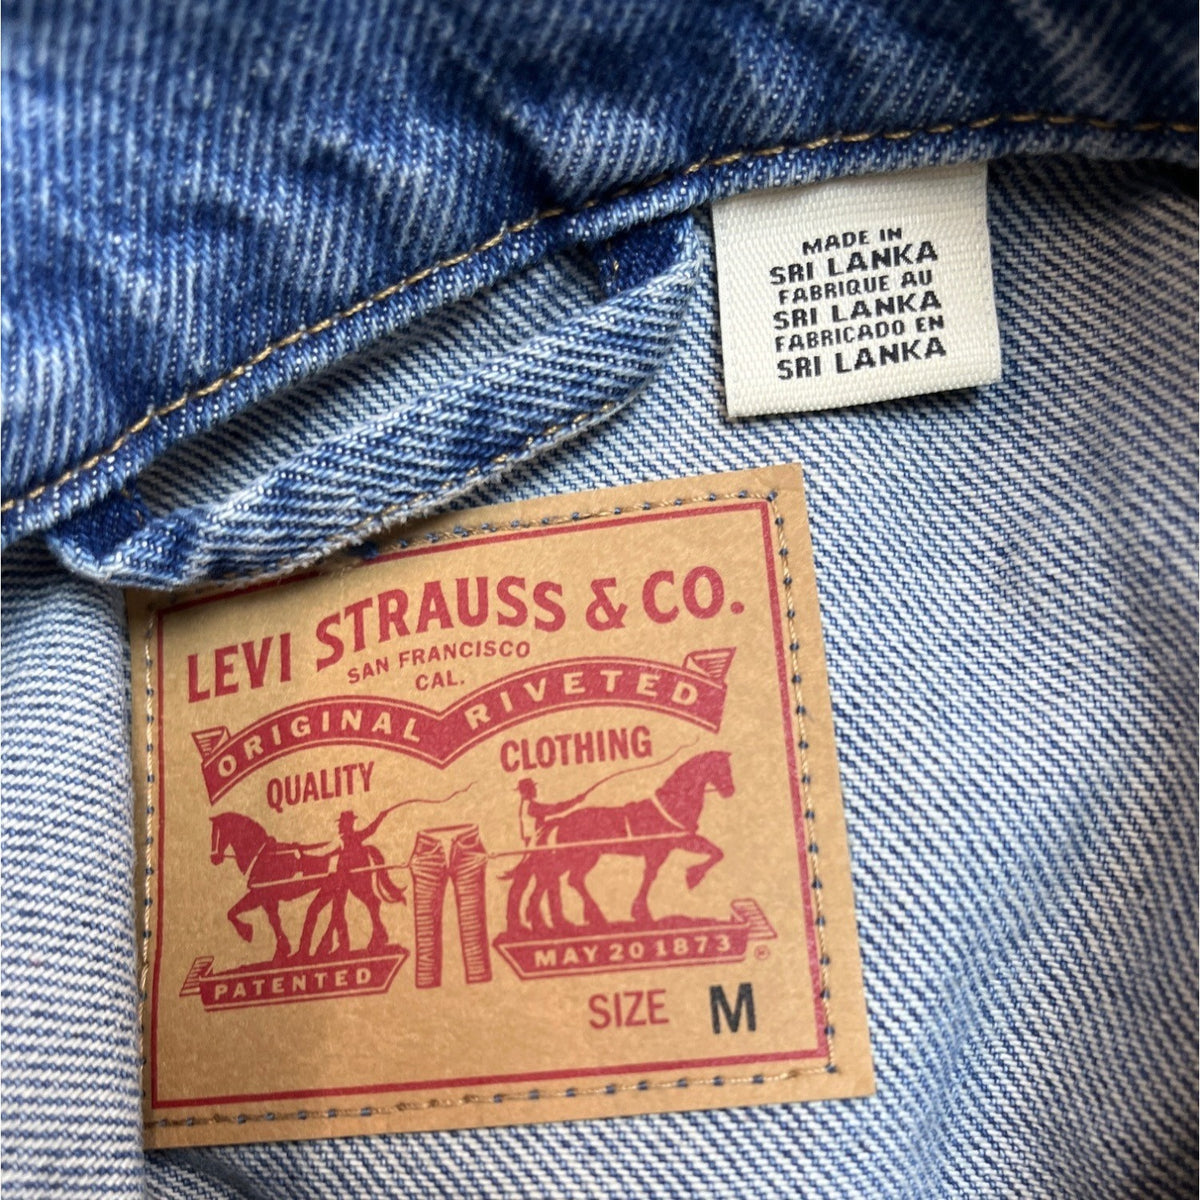 MADE IN
SRI LANKA
FABRIQUE AU
SRI LANKA
FABRICADO EN
SRI LANKA
LEVI STRAUSS & CO.
SAN FRANCISCO
CAL.
ORIGINAL RIVETED
QUALITY CLOTHING
PATENTED MAY 20 1873 ®
SIZE M